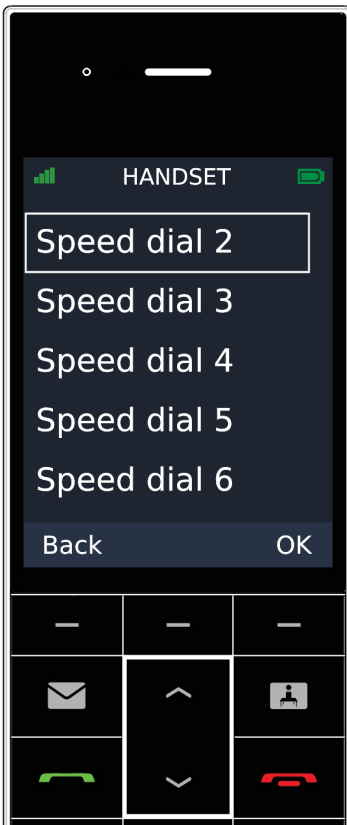 HANDSET
Speed dial 2
Speed dial 3
Speed dial 4
Speed dial 5
Speed dial 6
Back OK